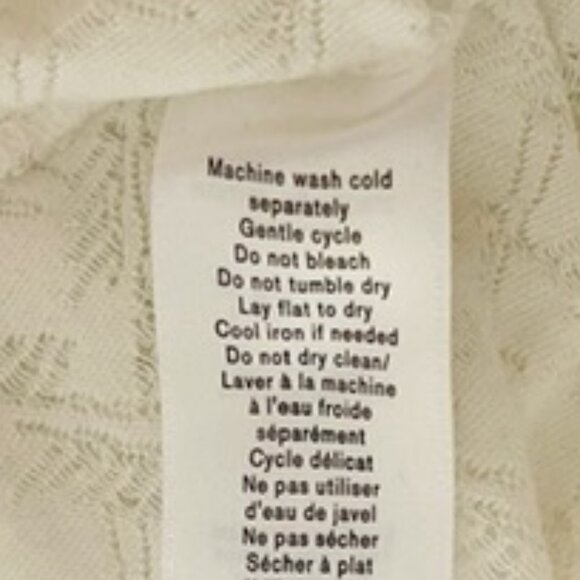 Machine wash cold
separately
Gentle cycle
Do not bleach
Do not tumble dry
Lay flat to dry
Cool iron if needed
Do not dry clean/
Laver à la machine
à l'eau froide
séparément
Cycle délicat
Ne pas utiliser
d'eau de javel
Ne pas sécher
Sécher à plat